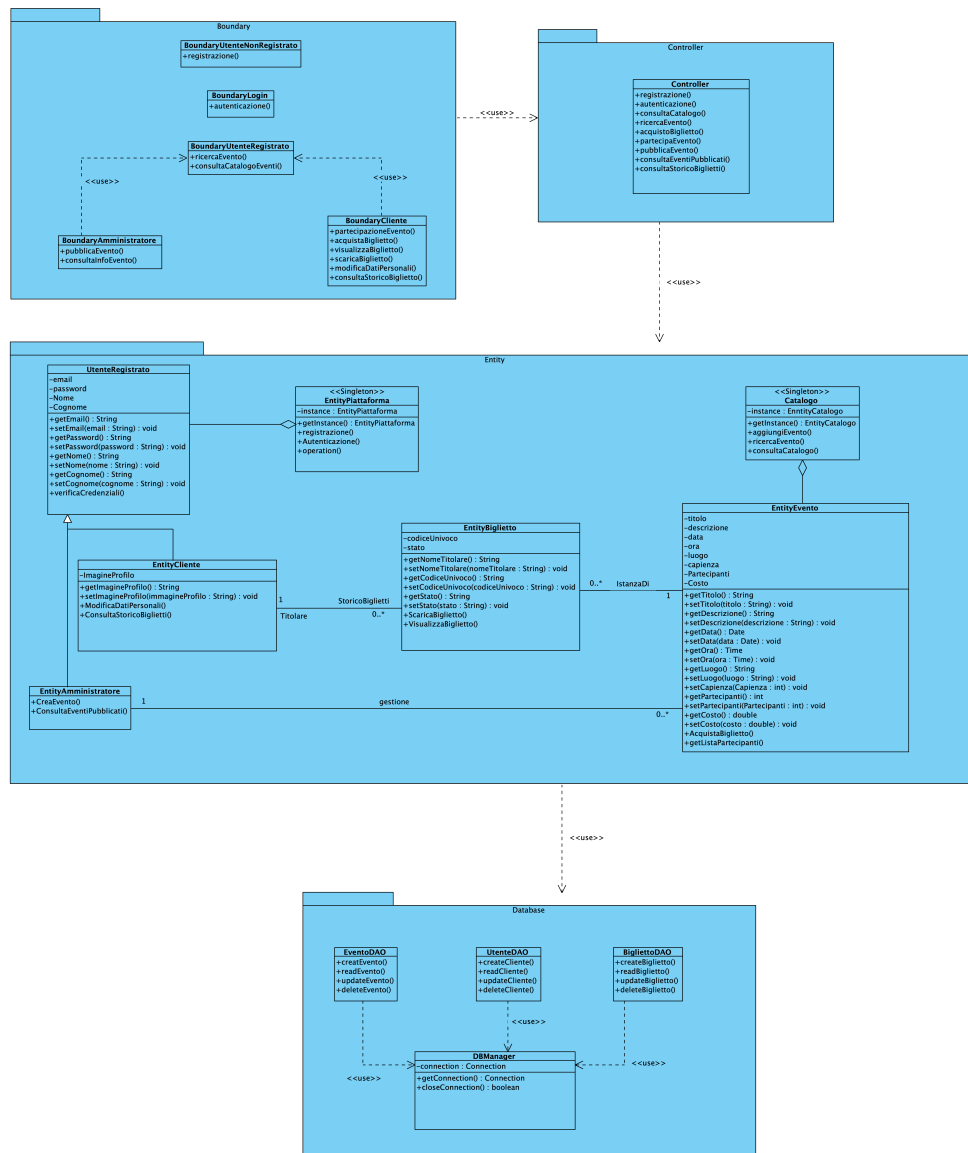 Boundary
BoundaryUtenteNonRegistrato
+registrazione()
BoundaryLogin
+autenticazione()
BoundaryUtenteRegistrato
+ricercaEvento()
+consultaCatalogoEventi()
<<use>>
<<use>>
BoundaryAmministratore
+pubblicaEvento()
+consultaInfoEvento()
BoundaryCliente
+partecipazioneEvento()
+acquistaBiglietto()
+visualizzaBiglietto()
+scaricaBiglietto()
+modificaDatiPersonali()
+consultaStoricoBiglietto()
<<use>>
Controller
Controller
+registrazione()
+autenticazione()
+consultaCatalogo()
+ricercaEvento()
+acquistoBiglietto()
+partecipaEvento()
+pubblicaEvento()
+consultaEventiPubblicati()
+consultaStoricoBiglietti()
<<use>>
Entity
UtenteRegistrato
-email
-password
-Nome
-Cognome
+getEmail() : String
+setEmail(email : String) : void
+getPassword() : String
+setPassword(password : String) : void
+getNome() : String
+setNome(nome : String) : void
+getCognome() : String
+setCognome(cognome : String) : void
+verificaCredenziali()
<<Singleton>>
EntityPiattaforma
-instance : EntityPiattaforma
+getInstance() : EntityPiattaforma
+registrazione()
+Autenticazione()
+operation()
<<Singleton>>
Catalogo
-instance : EnntityCatalogo
+getInstance() : EntityCatalogo
+aggiungiEvento()
+ricercaEvento()
+consultaCatalogo()
EntityCliente
-ImagineProfilo
+getImagineProfilo() : String
+setImagineProfilo(immagineProfilo : String) : void
+ModificaDatiPersonali()
+ConsultaStoricoBiglietti()
1
Titolare
StoricoBiglietti
0..*
EntityBiglietto
-codiceUnivoco
-stato
+getNomeTitolare() : String
+setNomeTitolare(nomeTitolare : String) : void
+getCodiceUnivoco() : String
+setCodiceUnivoco(codiceUnivoco : String) : void
+getStato() : String
+setStato(stato : String) : void
+ScaricaBiglietto()
+VisualizzaBiglietto()
0..*
IstanzaDi
1
EntityEvento
-titolo
-descrizione
-data
-ora
-luogo
-capienza
-Partecipanti
-Costo
+getTitolo() : String
+setTitolo(titolo : String) : void
+getDescrizione() : String
+setDescrizione(descrizione : String) : void
+getData() : Date
+setData(data : Date) : void
+getOra() : Time
+setOra(ora : Time) : void
+getLuogo() : String
+setLuogo(luogo : String) : void
+setCapienza(Capienza : int) : void
+getPartecipanti() : int
+setPartecipanti(Partecipanti : int) : void
+getCosto() : double
+setCosto(costo : double) : void
+AcquistaBiglietto()
+getListaPartecipanti()
EntityAmministratore
+CreaEvento()
+ConsultaEventiPubblicati()
1
gestione
0..*
<<use>>
Database
EventoDAO
+creatEvento()
+readEvento()
+updateEvento()
+deleteEvento()
UtenteDAO
+createCliente()
+readCliente()
+updateCliente()
+deleteCliente()
BigliettoDAO
+createBiglietto()
+readBiglietto()
+updateBiglietto()
+deleteBiglietto()
<<use>>
<<use>>
<<use>>
DBManager
-connection : Connection
+getConnection() : Connection
+closeConnection() : boolean